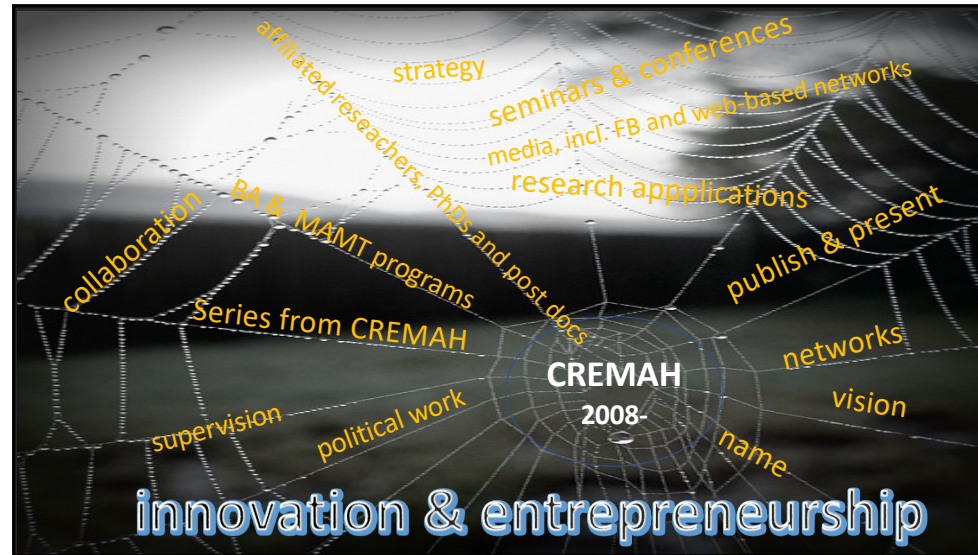 affiliated reseachers, PhDs and post docs
strategy
seminars & conferences
media, incl. FB and web-based networks
research appplications
collaboration
BA & MAMT programs
publish & present
Series from CREMAH
networks
CREMAH
2008-
vision
supervision
political work
name
innovation & entrepreneurship